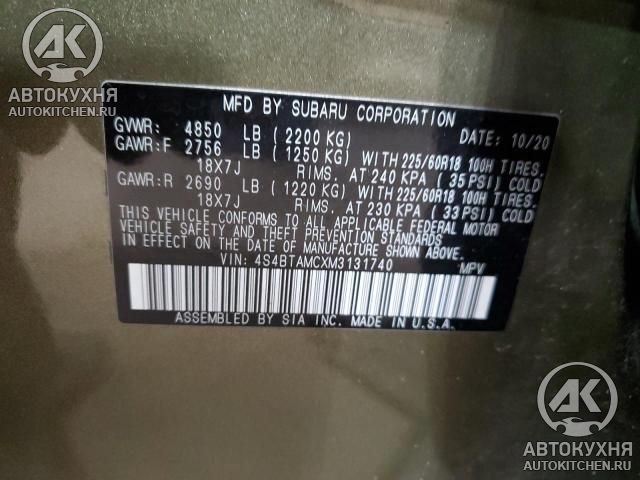 АК
АВТОКУХНЯ
AUTOKITCHEN.RU
MFD BY SUBARU CORPORATION
GVWR: 4850 LB (2200 KG) DATE: 10/20
GAWR:F 2756 LB (1250 KG) WITH 225/60R18 100H TIRES.
18X7J RIMS. AT 240 KPA (35 PSI) COLD
GAWR:R 2690 LB (1220 KG) WITH 225/60R18 100H TIRES.
18X7J RIMS. AT 230 KPA (33 PSI) COLD
THIS VEHICLE CONFORMS TO ALL APPLICABLE FEDERAL MOTOR
VEHICLE SAFETY AND THEFT PREVENTION STANDARDS
IN EFFECT ON THE DATE OF MANUFACTURE SHOWN ABOVE.
VIN: 4S4BTAMCXM3131740 MPV
ASSEMBLED BY SIA INC. MADE IN U.S.A.
АК
АВТОКУХНЯ
AUTOKITCHEN.RU